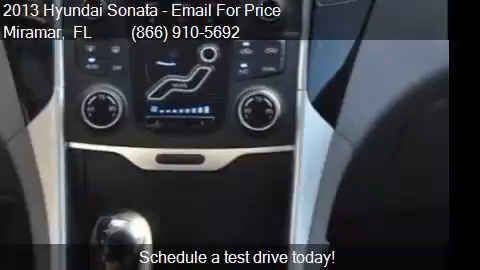 2013 Hyundai Sonata - Email For Price
Miramar, FL (866) 910-5692
Schedule a test drive today!